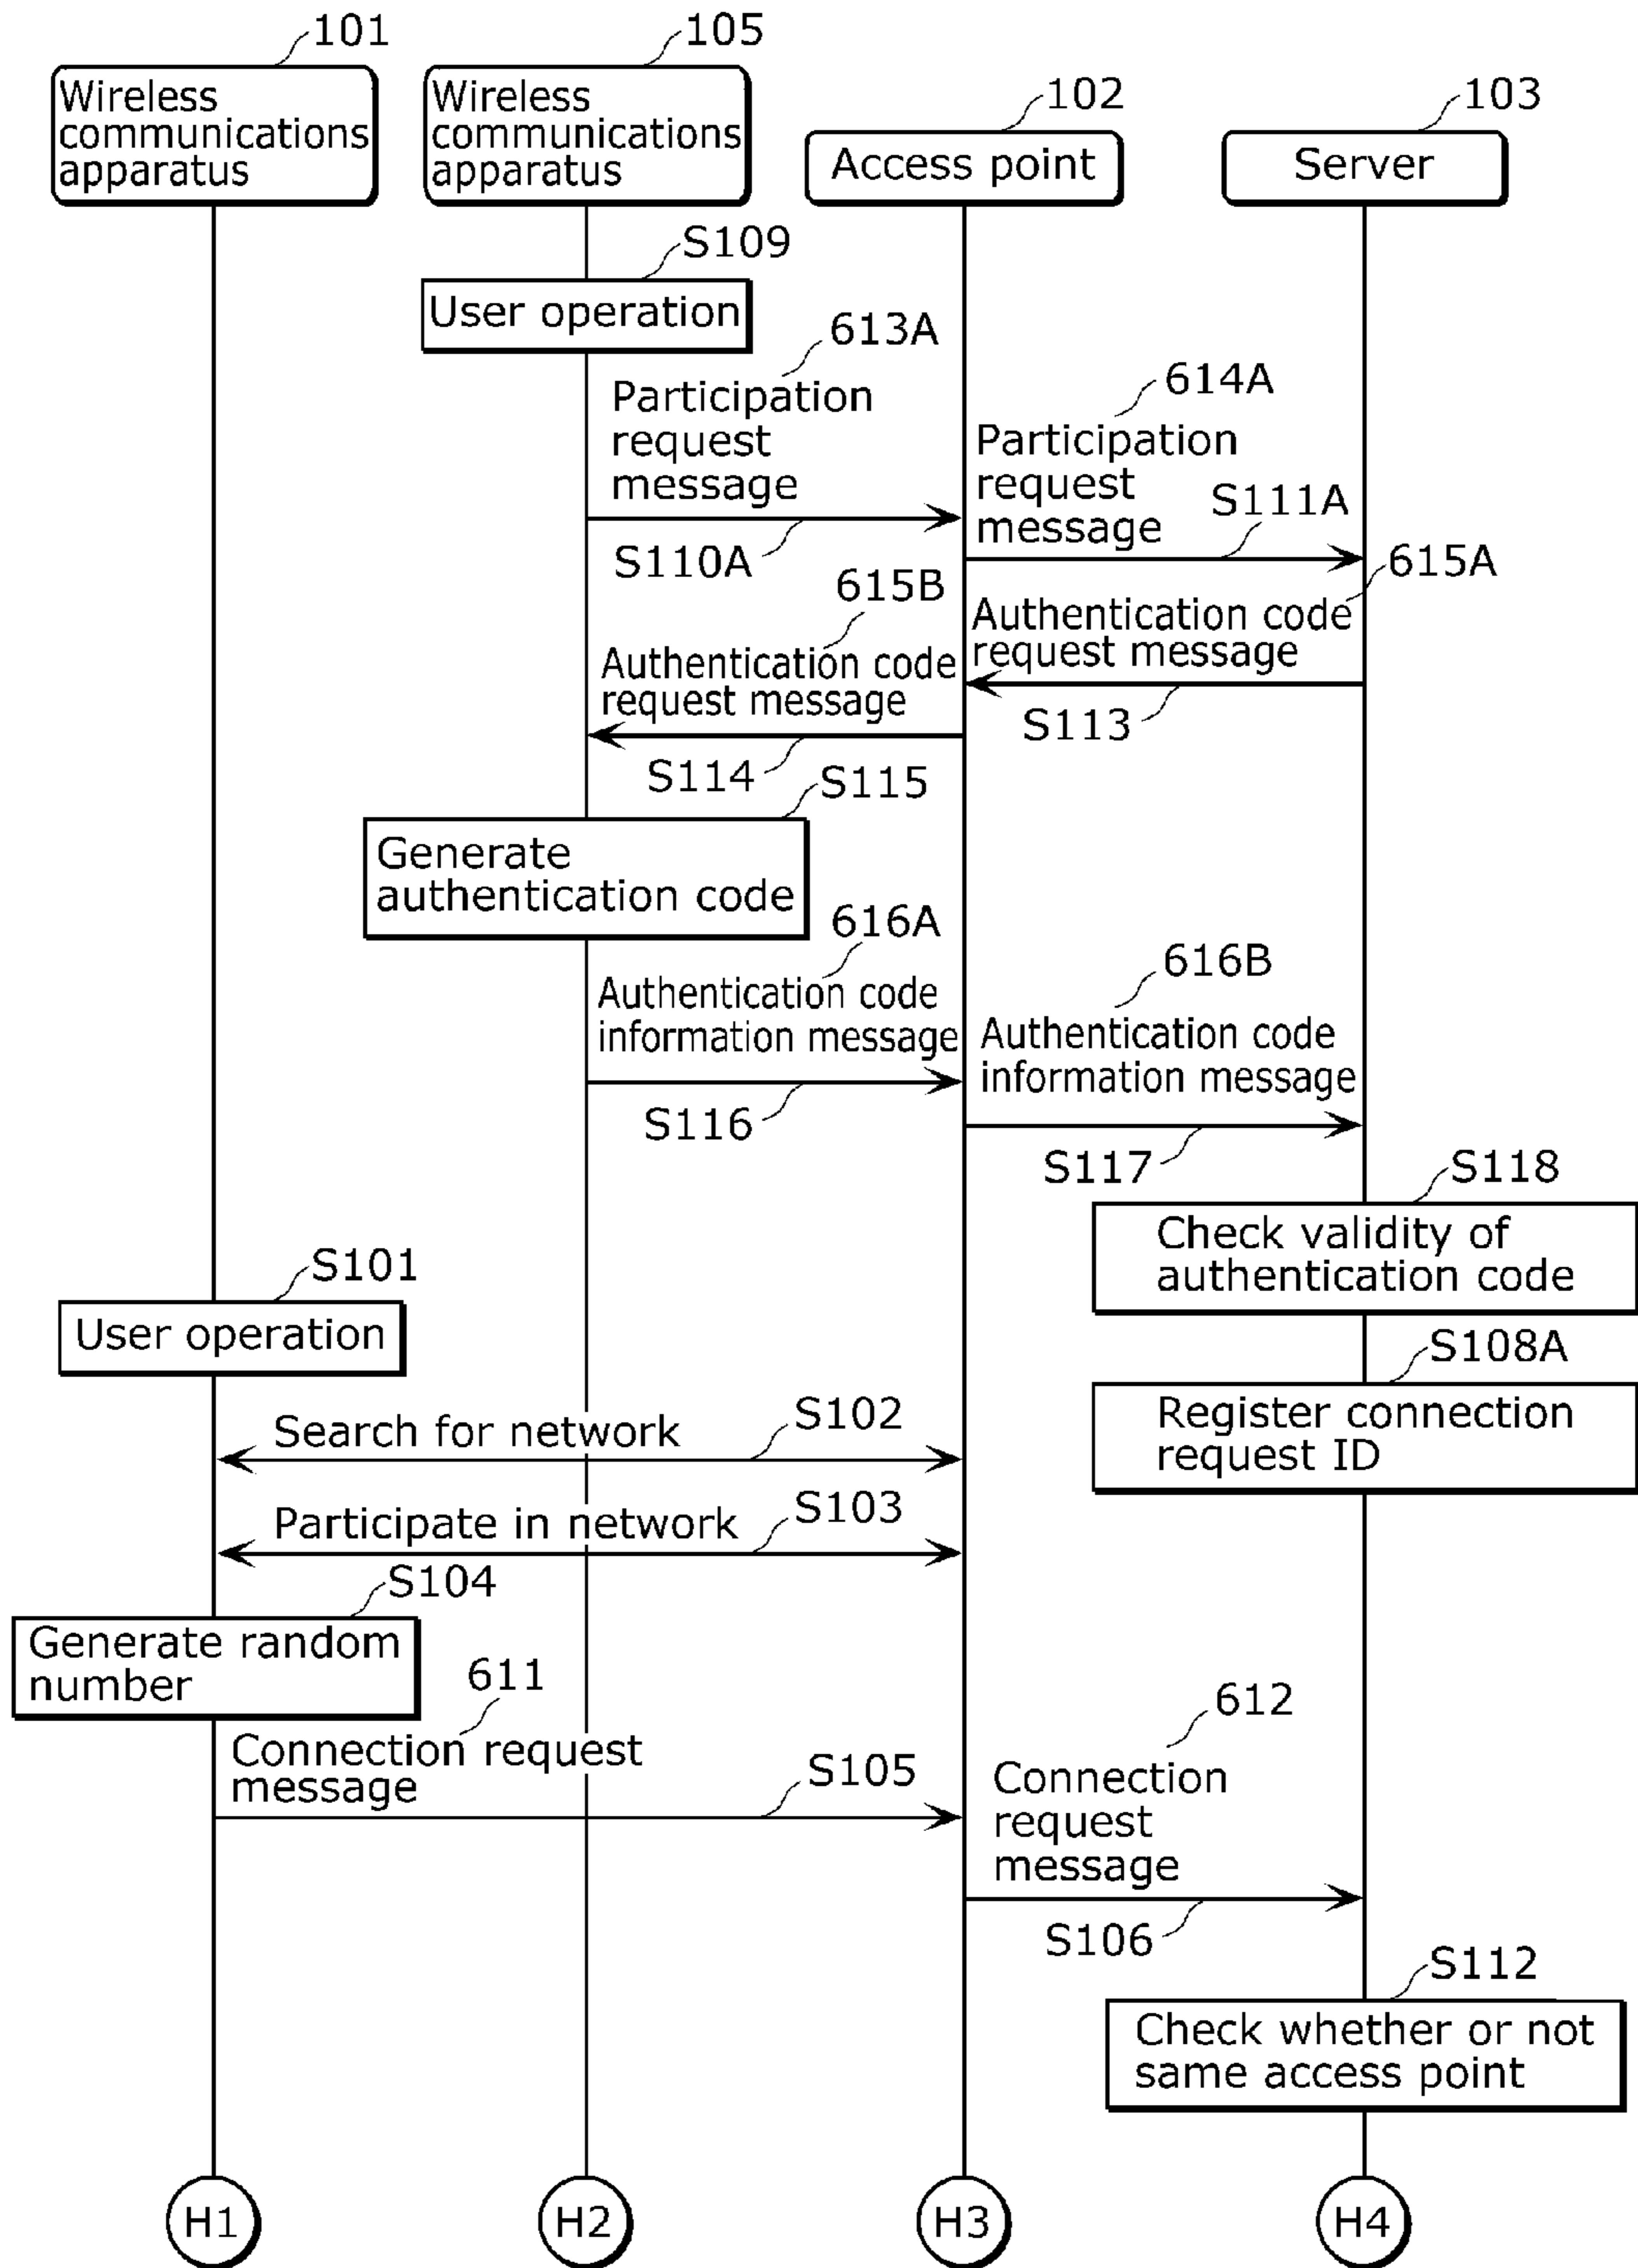 101
105
102
103
Wireless
communications
apparatus
Wireless
communications
apparatus
Access point
Server
S109
User operation
613A
Participation
request
message
S110A
614A
Participation
request
message
S111A
615A
Authentication code
request message
S113
615B
Authentication code
request message
S114
S115
Generate
authentication code
616A
Authentication code
information message
S116
616B
Authentication code
information message
S117
S118
Check validity of
authentication code
S101
User operation
S108A
Register connection
request ID
Search for network
S102
Participate in network
S103
S104
Generate random
number
611
Connection request
message
S105
612
Connection
request
message
S106
S112
Check whether or not
same access point
H1
H2
H3
H4